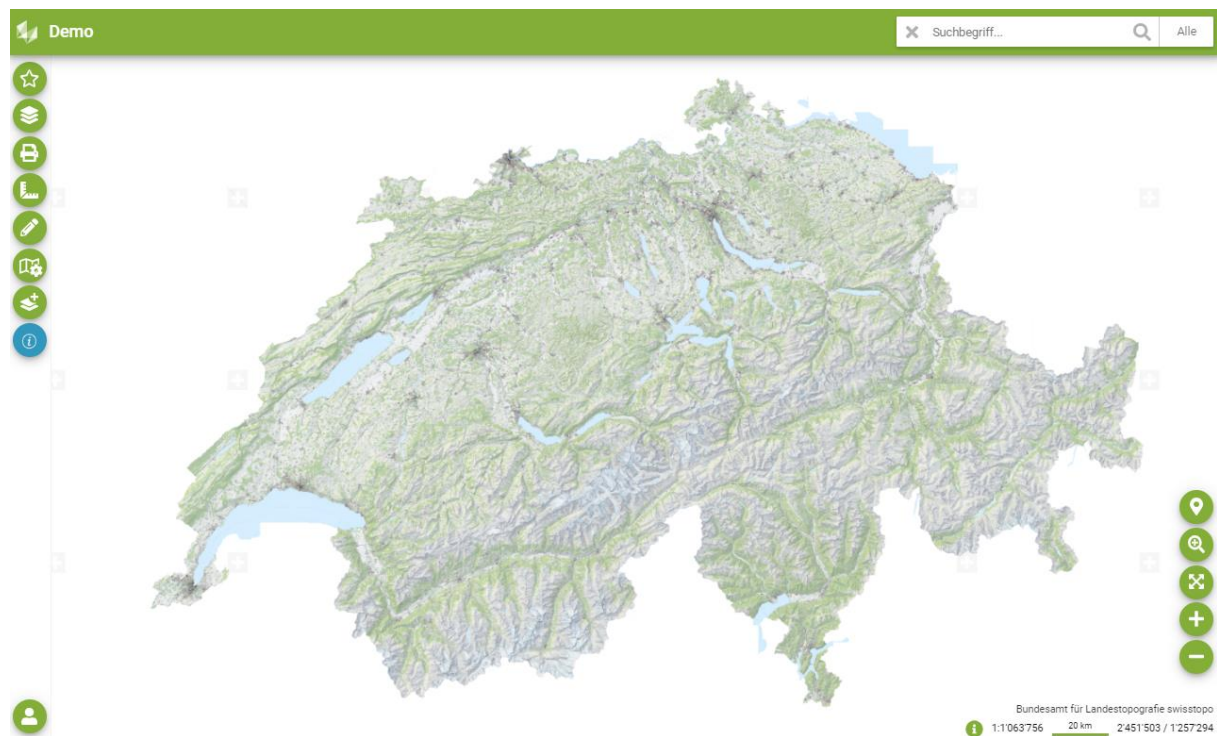 Demo
Suchbegriff...
Alle
Bundesamt für Landestopografie swisstopo
1:1'063'756 20 km 2'451'503 / 1'257'294